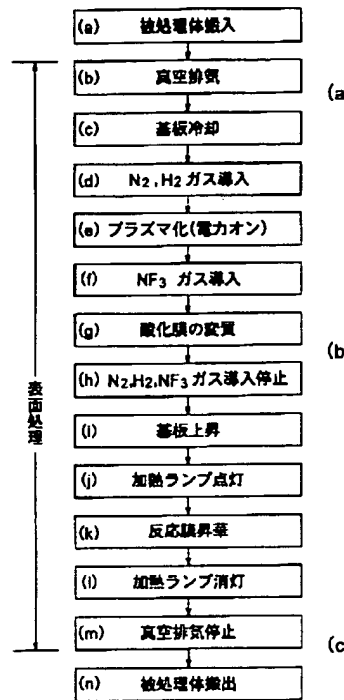 (a) 被処理体搬入
(b) 真空排気
(a
(c) 基板冷却
(d) N2,H2 ガス導入
(e) プラズマ化(電力オン)
(f) NF3 ガス導入
(g) 酸化膜の変質
(b
(h) N2,H2,NF3 ガス導入停止
表面処理
(i) 基板上昇
(j) 加熱ランプ点灯
(k) 反応膜昇華
(l) 加熱ランプ消灯
(m) 真空排気停止
(c
(n) 被処理体搬出